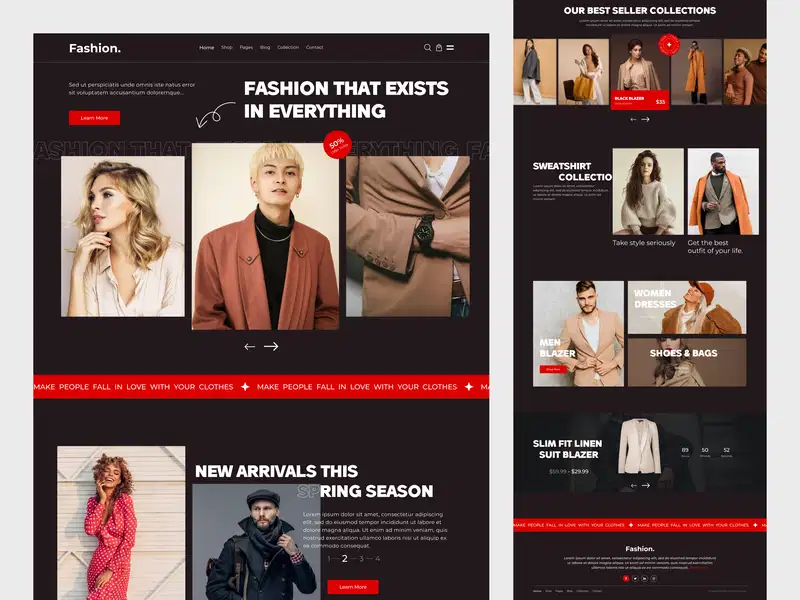 Fashion.
Home Shop Pages Blog Collection Contact
Sed ut perspiciatis unde omnis iste natus error
sit voluptatem accusantium doloremque...
Learn More
FASHION THAT EXISTS
IN EVERYTHING
FASHION THAT EVERYTHING FA
50%
MAKE PEOPLE FALL IN LOVE WITH YOUR CLOTHES MAKE PEOPLE FALL IN LOVE WITH YOUR CLOTHES MA
NEW ARRIVALS THIS
SPRING SEASON
Lorem ipsum dolor sit amet, consectetur
adipiscing elit, sed do eiusmod tempor incididunt ut labore et
dolore magna aliqua. Ut enim ad minim veniam, quis
nostrud exercitation ullamco laboris nisi ut aliquip ex
ea commodo consequat.
1 2 3 4
Learn More
OUR BEST SELLER COLLECTIONS
BLACK BLAZER
$35
SWEATSHIRT
COLLECTIO
Take style seriously
Get the best
outfit of your life.
MEN
BLAZER
WOMEN
DRESSES
SHOES & BAGS
SLIM FIT LINEN
SUIT BLAZER
$59.99 - $29.99
89 50 52
MAKE PEOPLE FALL IN LOVE WITH YOUR CLOTHES MAKE PEOPLE FALL IN LOVE WITH YOUR CLOTHES MA
Fashion.